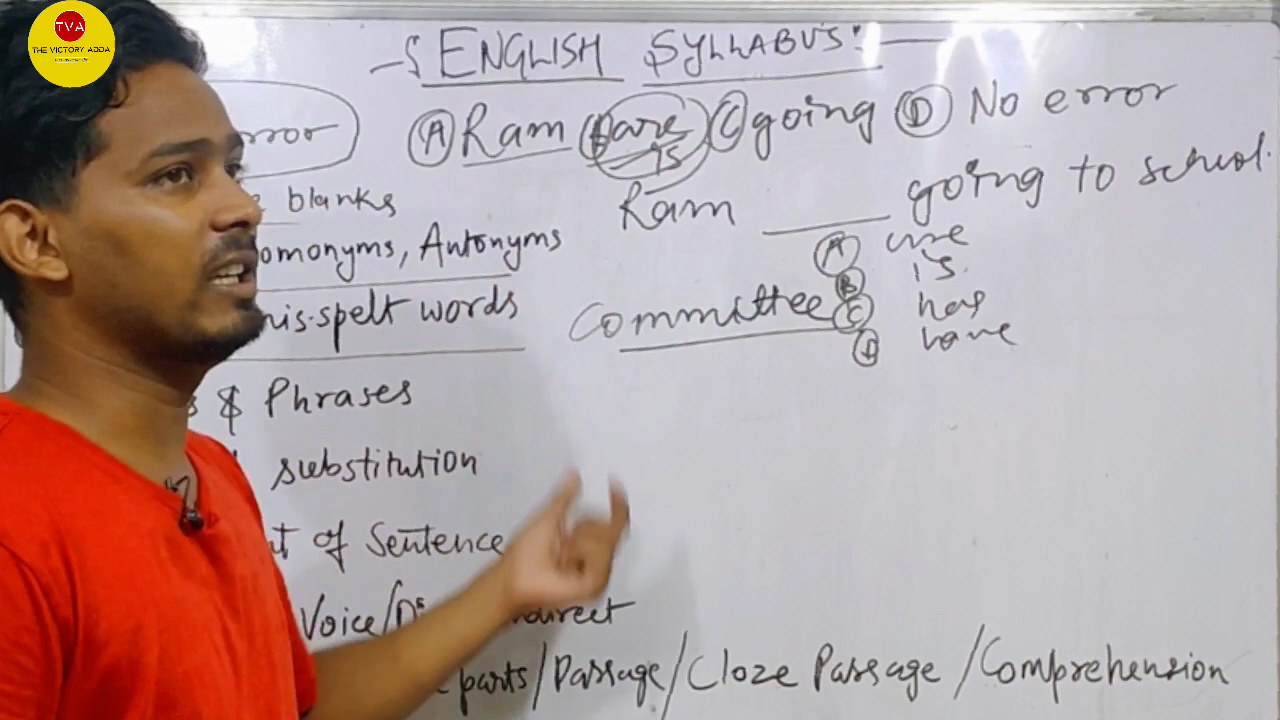 TVA
THE VICTORY ADDA
ENGLISH SYLLABUS:
rror
(A) Ram (B) are (C) going (D) No error
is
blanks
Ram ____ going to school.
omonyms, Antonyms
(A) are
(B) is.
mis-spelt words
Committee
(C) has
(D) have
& Phrases
substitution
of Sentence
Voice/
ndirect
parts/Passage/Cloze Passage/Comprehension